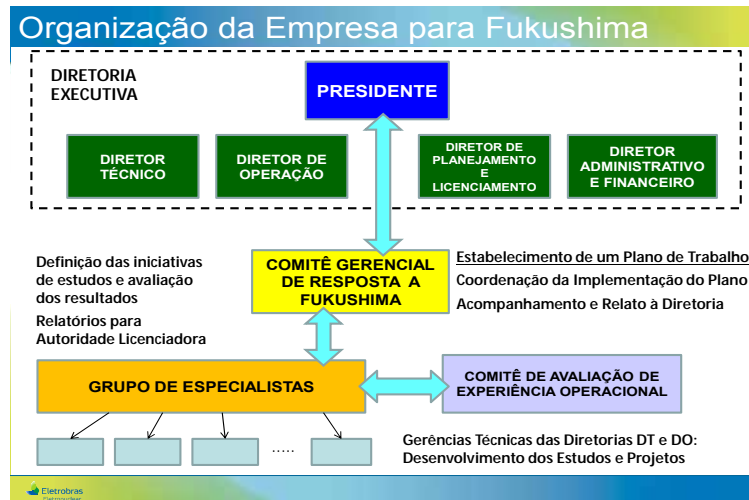 Organização da Empresa para Fukushima
DIRETORIA
EXECUTIVA
PRESIDENTE
DIRETOR
TÉCNICO
DIRETOR DE
OPERAÇÃO
DIRETOR DE
PLANEJAMENTO
E
LICENCIAMENTO
DIRETOR
ADMINISTRATIVO
E FINANCEIRO
Definição das iniciativas
de estudos e avaliação
dos resultados
Relatórios para
Autoridade Licenciadora
COMITÊ GERENCIAL
DE RESPOSTA A
FUKUSHIMA
Estabelecimento de um Plano de Trabalho
Coordenação da Implementação do Plano
Acompanhamento e Relato à Diretoria
GRUPO DE ESPECIALISTAS
COMITÊ DE AVALIAÇÃO DE
EXPERIÊNCIA OPERACIONAL
.....
Gerências Técnicas das Diretorias DT e DO:
Desenvolvimento dos Estudos e Projetos
Eletrobras
Eletronuclear